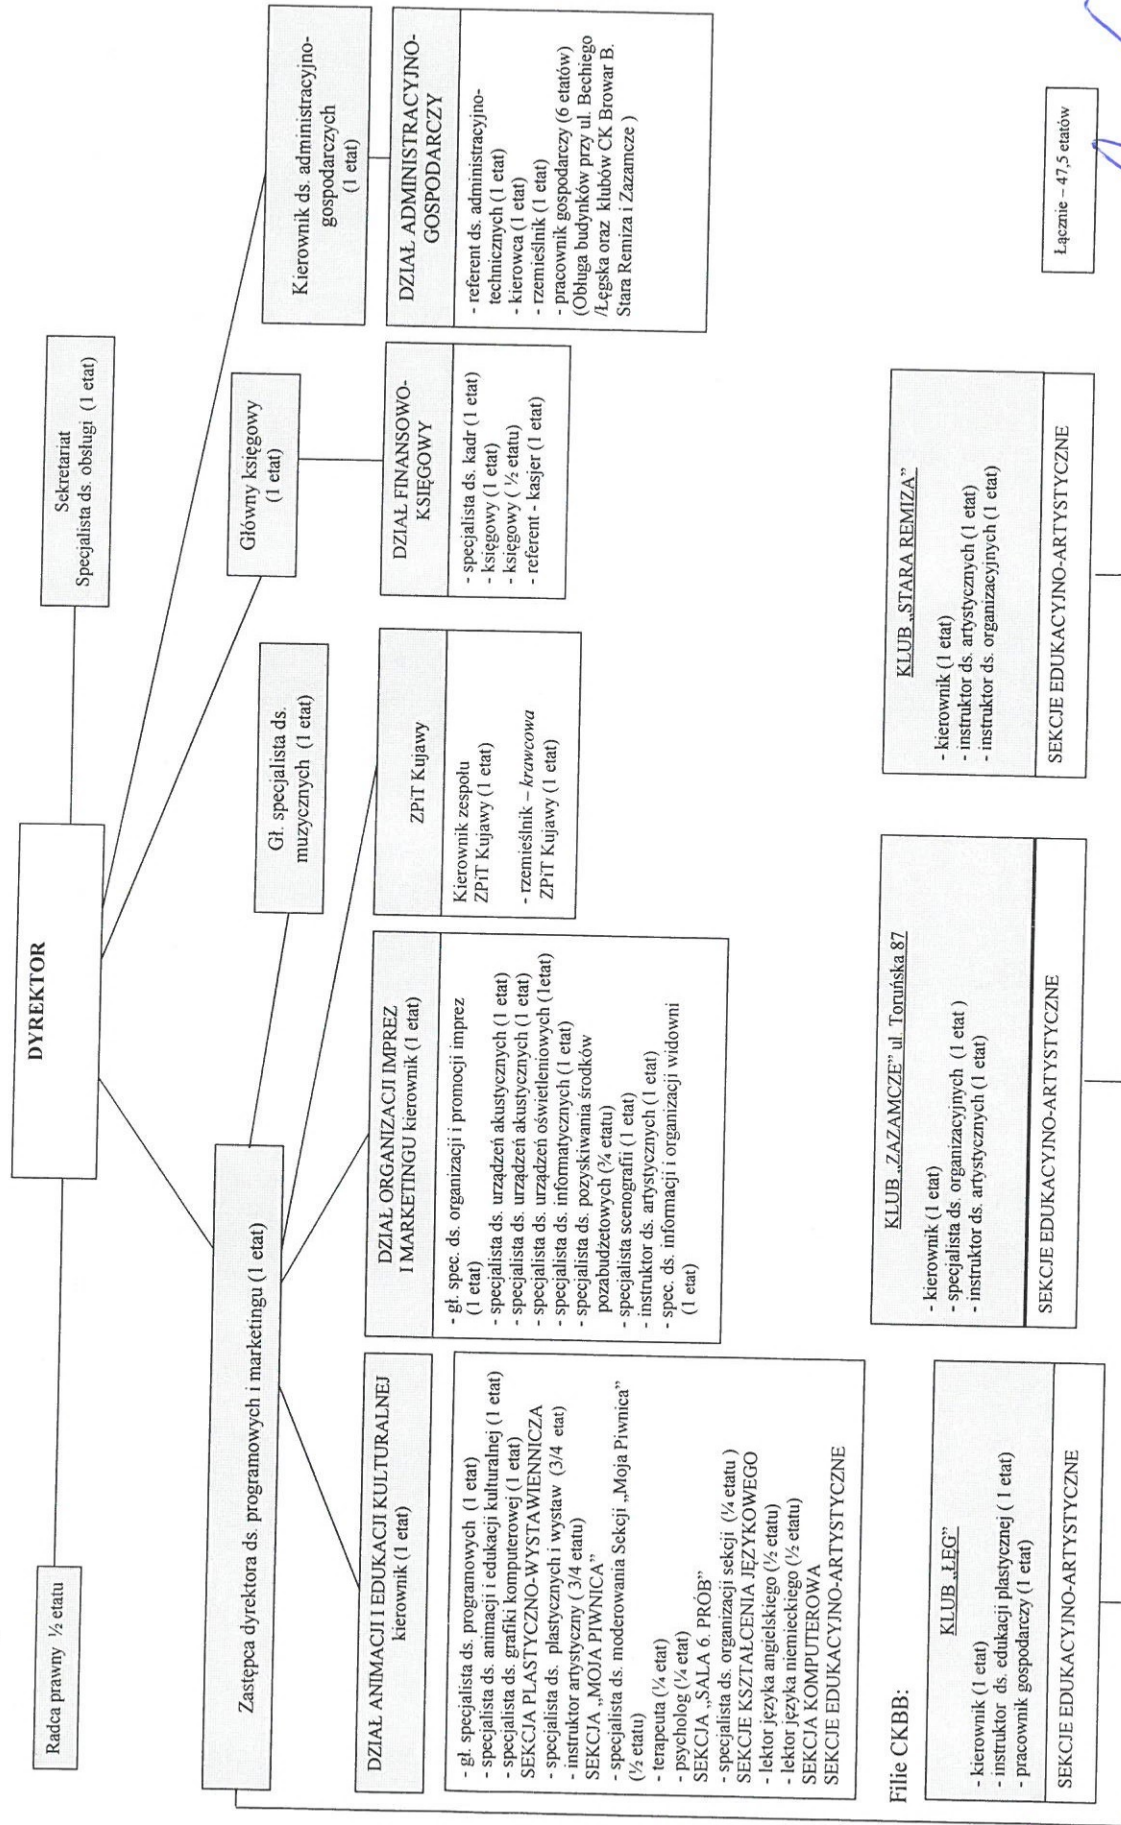 DYREKTOR
Radca prawny ½ etatu
Sekretariat
Specjalista ds. obsługi (1 etat)
Zastępca dyrektora ds. programowych i marketingu (1 etat)
Gł. specjalista ds.
muzycznych (1 etat)
Główny księgowy
(1 etat)
Kierownik ds. administracyjno-
gospodarczych
(1 etat)
DZIAŁ ANIMACJI I EDUKACJI KULTURALNEJ
kierownik (1 etat)
- gł. specjalista ds. programowych (1 etat)
- specjalista ds. animacji i edukacji kulturalnej (1 etat)
- specjalista ds. grafiki komputerowej (1 etat)
SEKCJA PLASTYCZNO-WYSTAWIENNICZA
- specjalista ds. plastycznych i wystaw (3/4 etat)
- instruktor artystyczny ( 3/4 etatu)
SEKCJA „MOJA PIWNICA”
- specjalista ds. moderowania Sekcji „Moja Piwnica”
(½ etatu)
- terapeuta (¼ etat)
- psycholog (¼ etat)
SEKCJA „SALA 6. PRÓB”
- specjalista ds. organizacji sekcji (¼ etatu )
SEKCJE KSZTAŁCENIA JĘZYKOWEGO
- lektor języka angielskiego (½ etatu)
- lektor języka niemieckiego (½ etatu)
SEKCJA KOMPUTEROWA
SEKCJE EDUKACYJNO-ARTYSTYCZNE
DZIAŁ ORGANIZACJI IMPREZ
I MARKETINGU kierownik (1 etat)
- gł. spec. ds. organizacji i promocji imprez
(1 etat)
- specjalista ds. urządzeń akustycznych (1 etat)
- specjalista ds. urządzeń akustycznych (1 etat)
- specjalista ds. urządzeń oświetleniowych (1etat)
- specjalista ds. informatycznych (1 etat)
- specjalista ds. pozyskiwania środków
pozabudżetowych (¾ etatu)
- specjalista scenografii (1 etat)
- instruktor ds. artystycznych (1 etat)
- spec. ds. informacji i organizacji widowni
(1 etat)
ZPiT Kujawy
Kierownik zespołu
ZPiT Kujawy (1 etat)
- rzemieślnik – krawcowa
ZPiT Kujawy (1 etat)
DZIAŁ FINANSOWO-
KSIĘGOWY
- specjalista ds. kadr (1 etat)
- księgowy (1 etat)
- księgowy ( ½ etatu)
- referent - kasjer (1 etat)
DZIAŁ ADMINISTRACYJNO-
GOSPODARCZY
- referent ds. administracyjno-
technicznych (1 etat)
- kierowca (1 etat)
- rzemieślnik (1 etat)
- pracownik gospodarczy (6 etatów)
(Obługa budynków przy ul. Bechiego
/Łęgska oraz klubów CK Browar B.
Stara Remiza i Zazamcze )
Filie CKBB:
KLUB „ŁĘG”
- kierownik (1 etat)
- instruktor ds. edukacji plastycznej ( 1 etat)
- pracownik gospodarczy (1 etat)
SEKCJE EDUKACYJNO-ARTYSTYCZNE
KLUB „ZAZAMCZE” ul. Toruńska 87
- kierownik (1 etat)
- specjalista ds. organizacyjnych (1 etat )
- instruktor ds. artystycznych (1 etat)
SEKCJE EDUKACYJNO-ARTYSTYCZNE
KLUB „STARA REMIZA”
- kierownik (1 etat)
- instruktor ds. artystycznych (1 etat)
- instruktor ds. organizacyjnych (1 etat)
SEKCJE EDUKACYJNO-ARTYSTYCZNE
Łącznie – 47,5 etatów